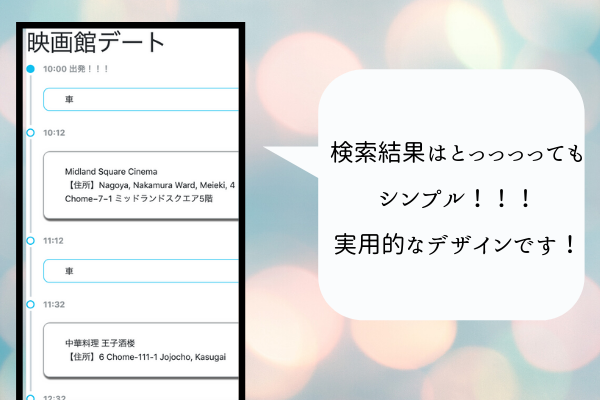 映画館デート
10:00 出発！！！
車
10:12
Midland Square Cinema
【住所】Nagoya, Nakamura Ward, Meieki, 4
Chome−7−1 ミッドランドスクエア5階
11:12
車
11:32
中華料理 王子酒楼
【住所】6 Chome-111-1 Jojocho, Kasugai
12:32
検索結果はとっっっっても
シンプル！！！
実用的なデザインです！